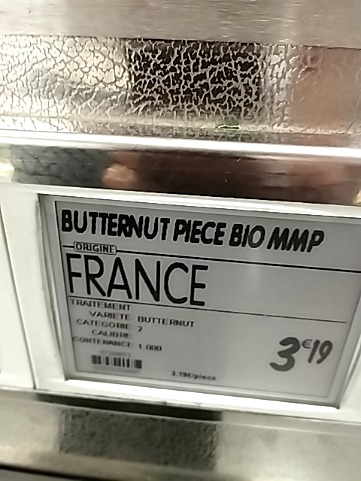 BUTTERNUT PIECE BIO MMP
ORIGINE
FRANCE
TRAITEMENT
VARIETE BUTTERNUT
CATEGORIE 2
CALIBRE
CONTENANCE 1.000
3€19
3.19€/piece